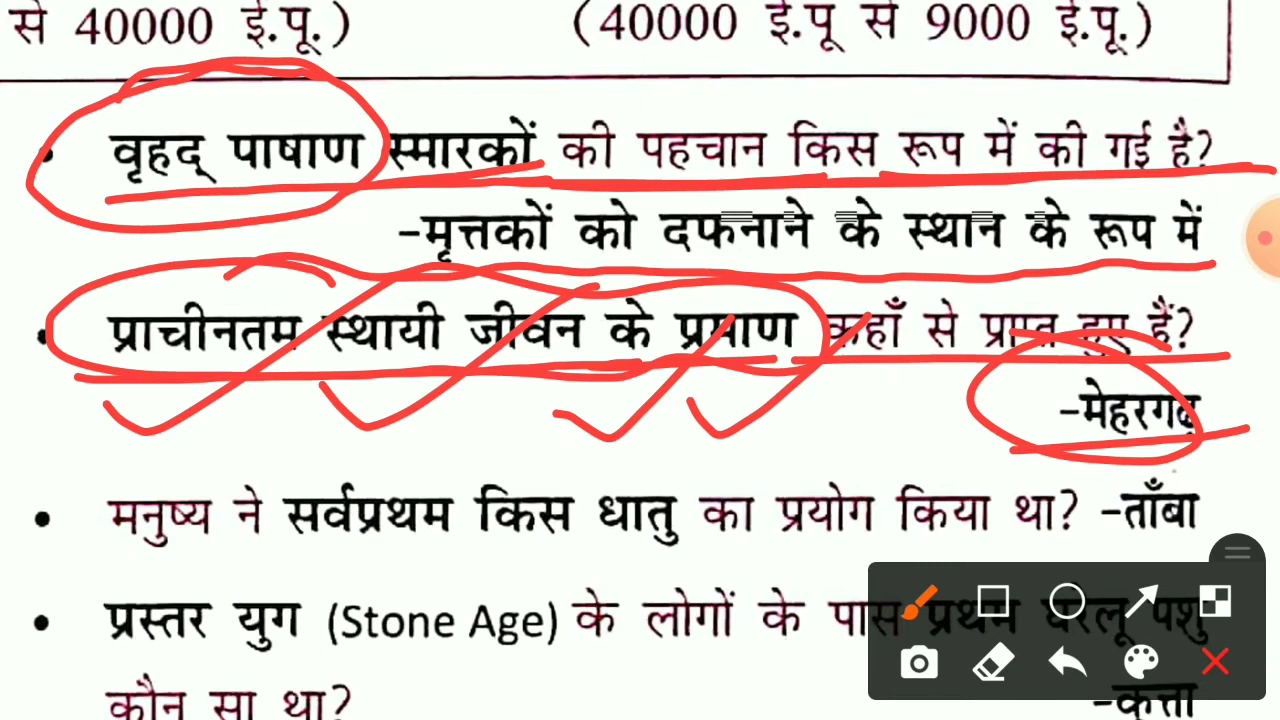 से 40000 ई.पू.) (40000 ई.पू से 9000 ई.पू.)
• वृहद् पाषाण स्मारकों की पहचान किस रूप में की गई है?
-मृत्तकों को दफनाने के स्थान के रूप में
• प्राचीनतम स्थायी जीवन के प्रमाण कहाँ से प्राप्त हुए हैं?
-मेहरगढ़
• मनुष्य ने सर्वप्रथम किस धातु का प्रयोग किया था? -ताँबा
• प्रस्तर युग (Stone Age) के लोगों के पास प्रथम घरेलू पशु
कौन सा था? -कुत्ता